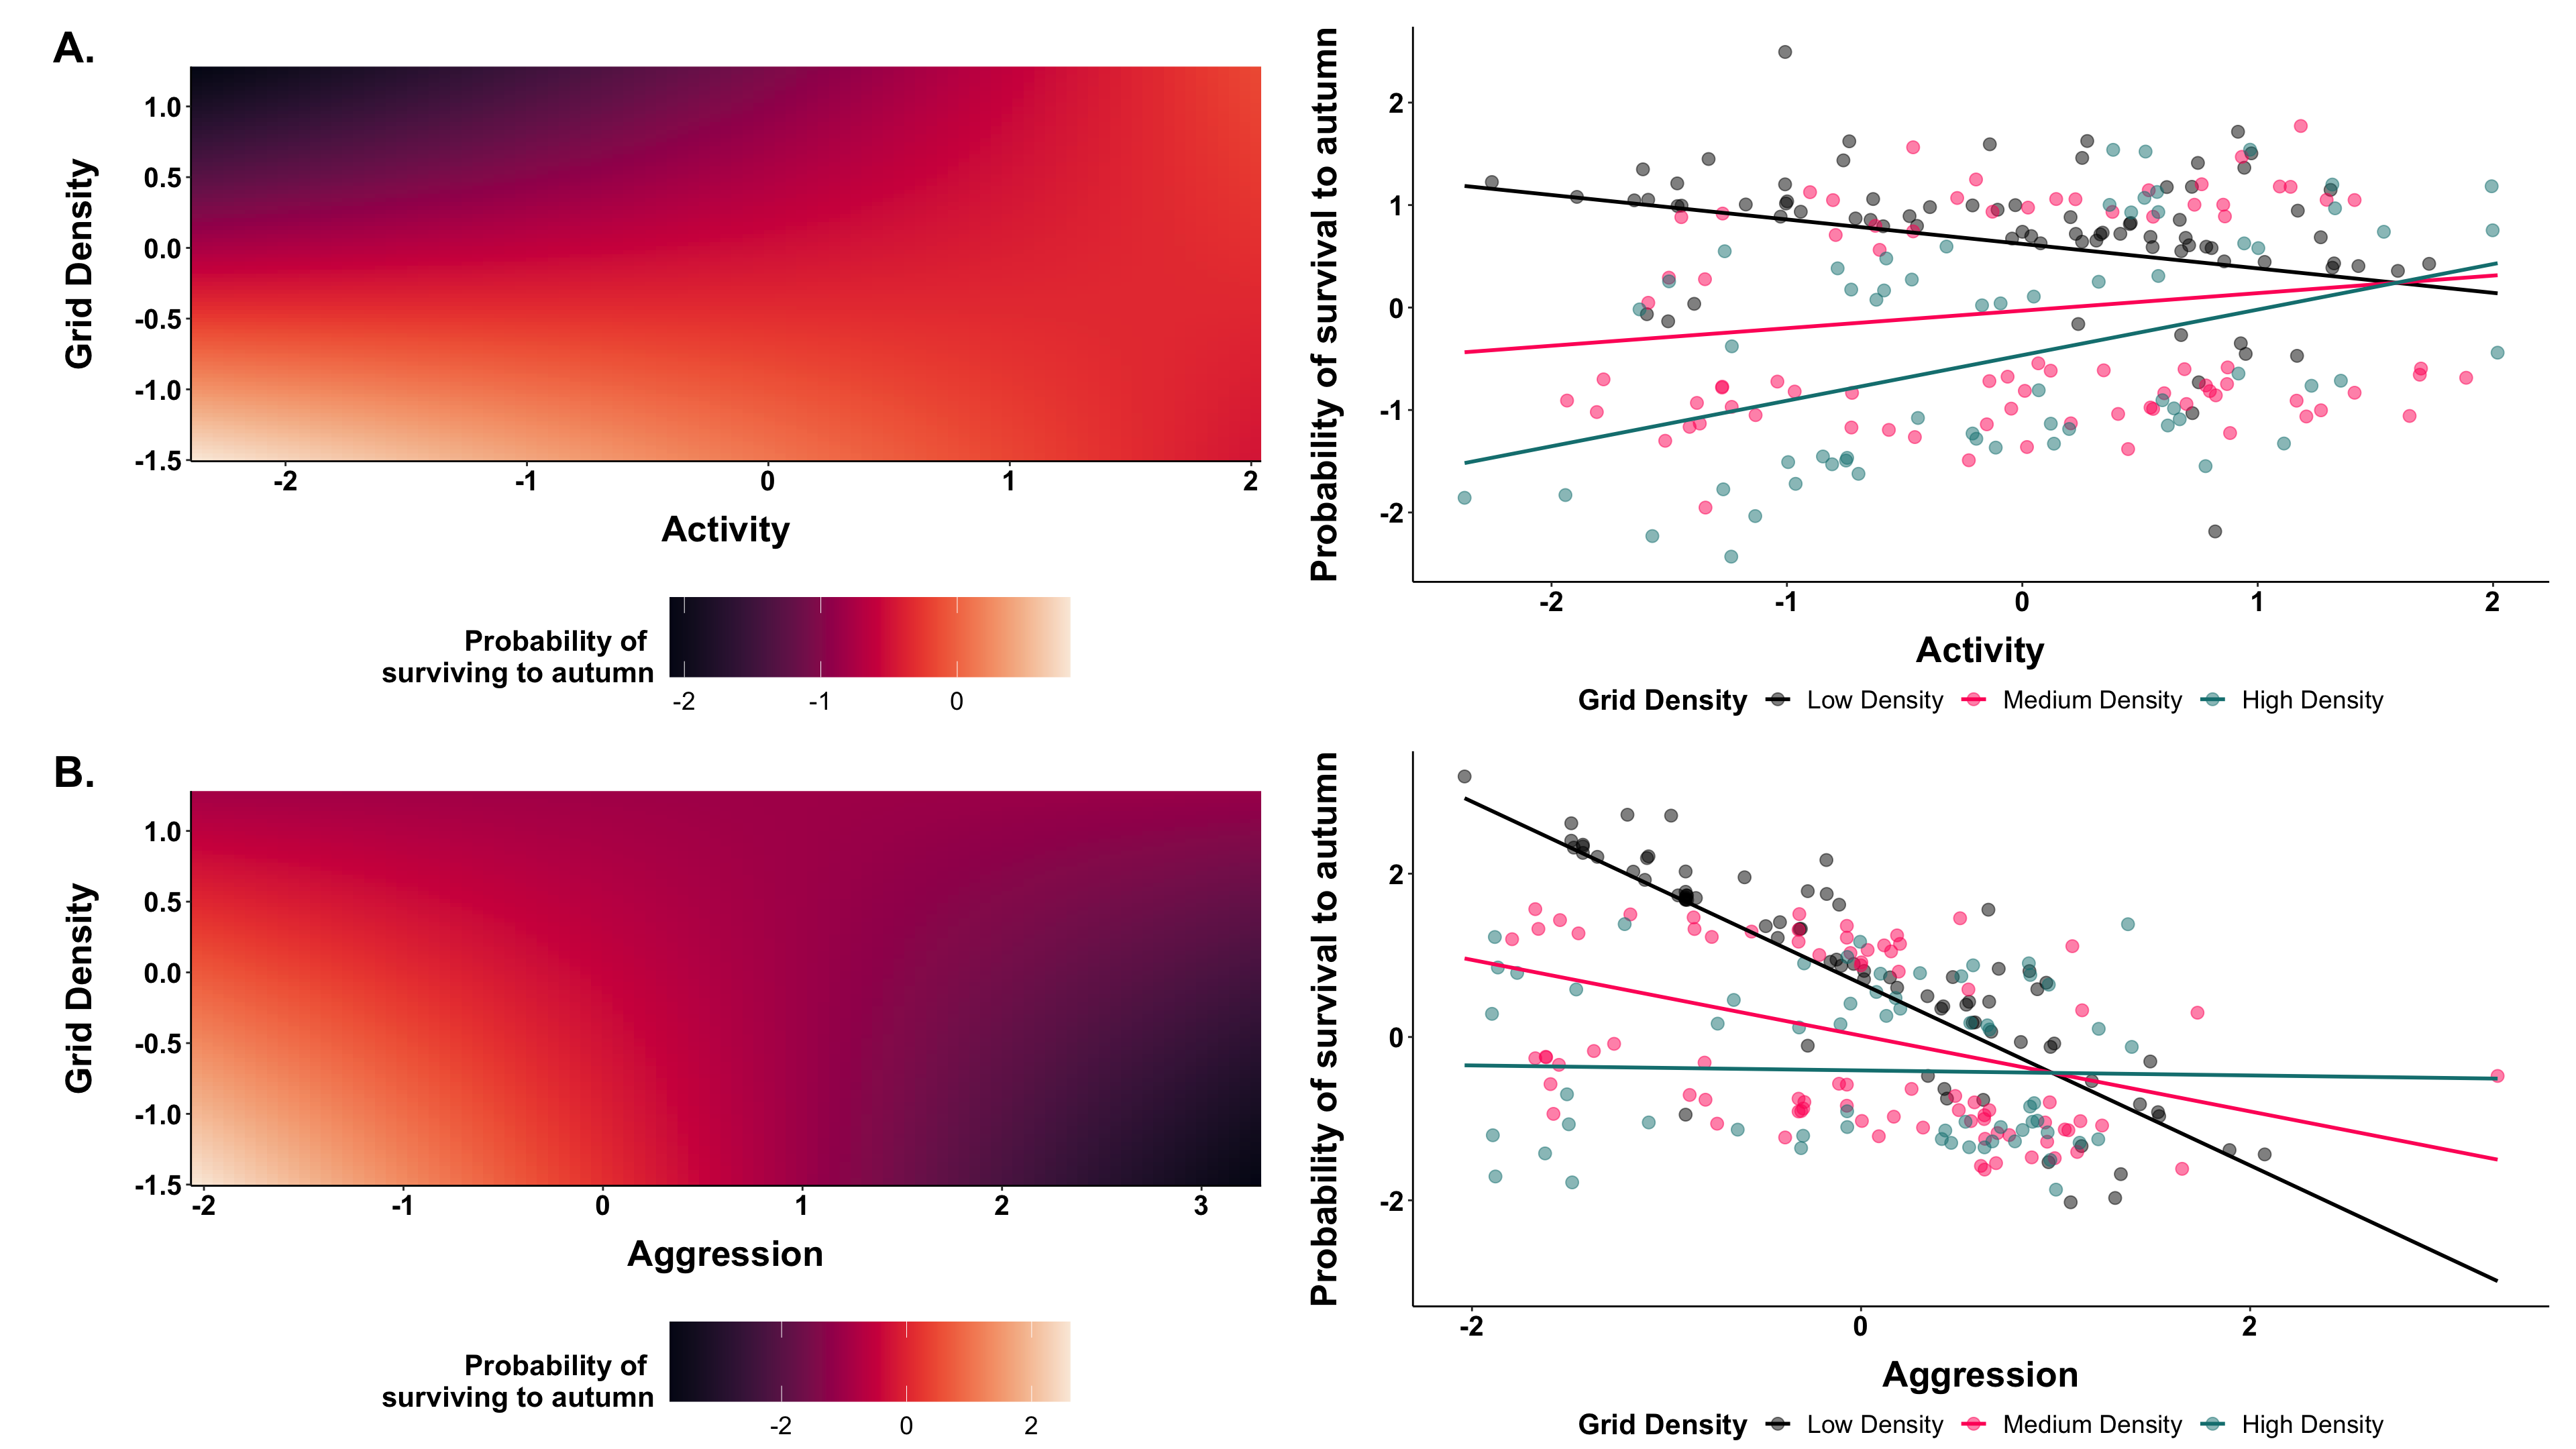 A.
Grid Density
1.0
0.5
0.0
-0.5
-1.0
-1.5
-2 -1 0 1 2
Activity
Probability of
surviving to autumn
-2 -1 0
Probability of survival to autumn
2
1
0
-1
-2
-2 -1 0 1 2
Activity
Grid Density Low Density Medium Density High Density
B.
Grid Density
1.0
0.5
0.0
-0.5
-1.0
-1.5
-2 -1 0 1 2 3
Aggression
Probability of
surviving to autumn
-2 0 2
Probability of survival to autumn
2
0
-2
-2 0 2
Aggression
Grid Density Low Density Medium Density High Density